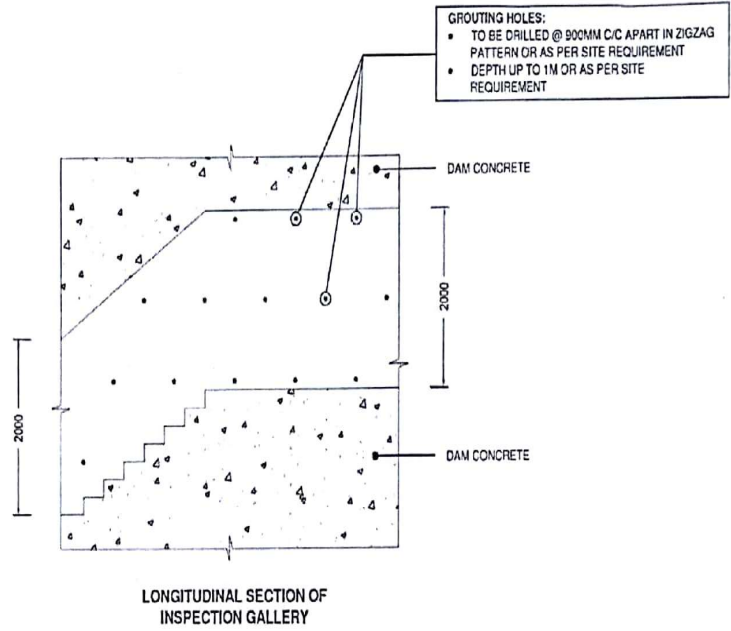 GROUTING HOLES:
• TO BE DRILLED @ 900MM C/C APART IN ZIGZAG
PATTERN OR AS PER SITE REQUIREMENT
• DEPTH UP TO 1M OR AS PER SITE
REQUIREMENT
DAM CONCRETE
2000
2000
DAM CONCRETE
LONGITUDINAL SECTION OF
INSPECTION GALLERY